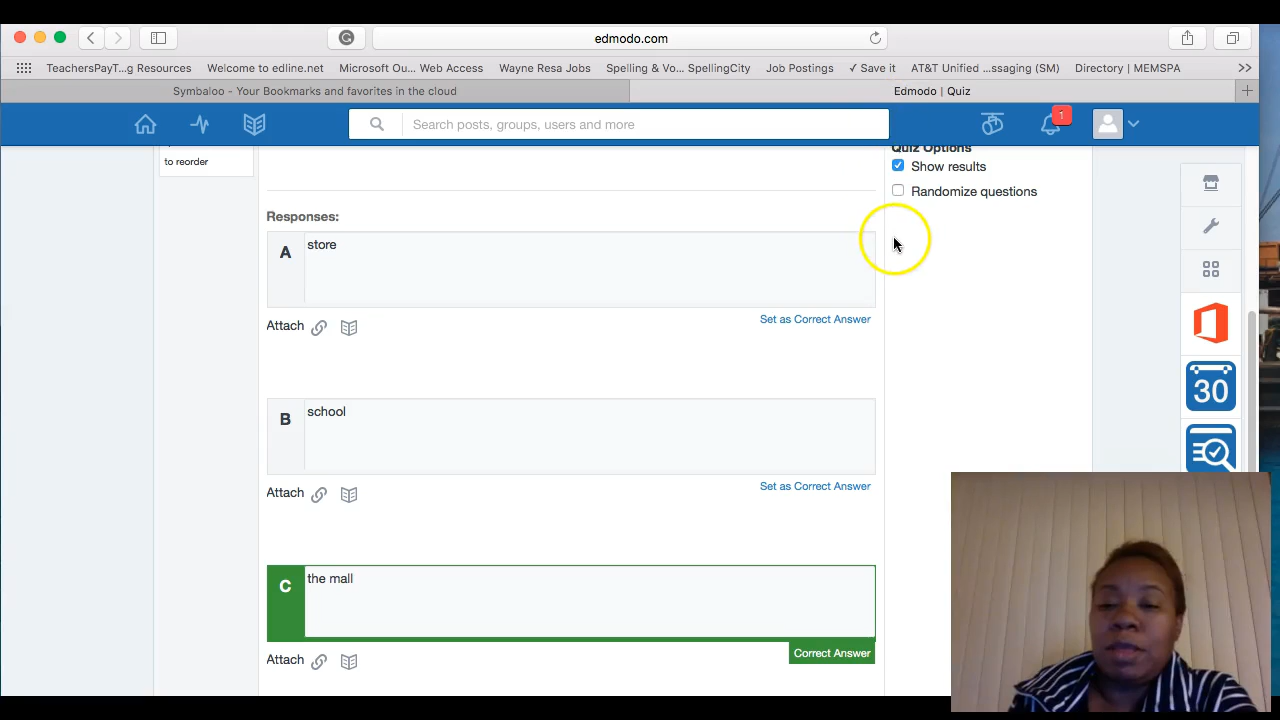 edmodo.com
TeachersPayT...g Resources Welcome to edline.net Microsoft Ou... Web Access Wayne Resa Jobs Spelling & Vo... SpellingCity Job Postings ✓ Save it AT&T Unified ...ssaging (SM) Directory | MEMSPA
Symbaloo - Your Bookmarks and favorites in the cloud Edmodo | Quiz
Search posts, groups, users and more 1
to reorder
Quiz Options
Show results
Randomize questions
Responses:
A store
Attach Set as Correct Answer
30
B school
Attach Set as Correct Answer
C the mall
Correct Answer
Attach